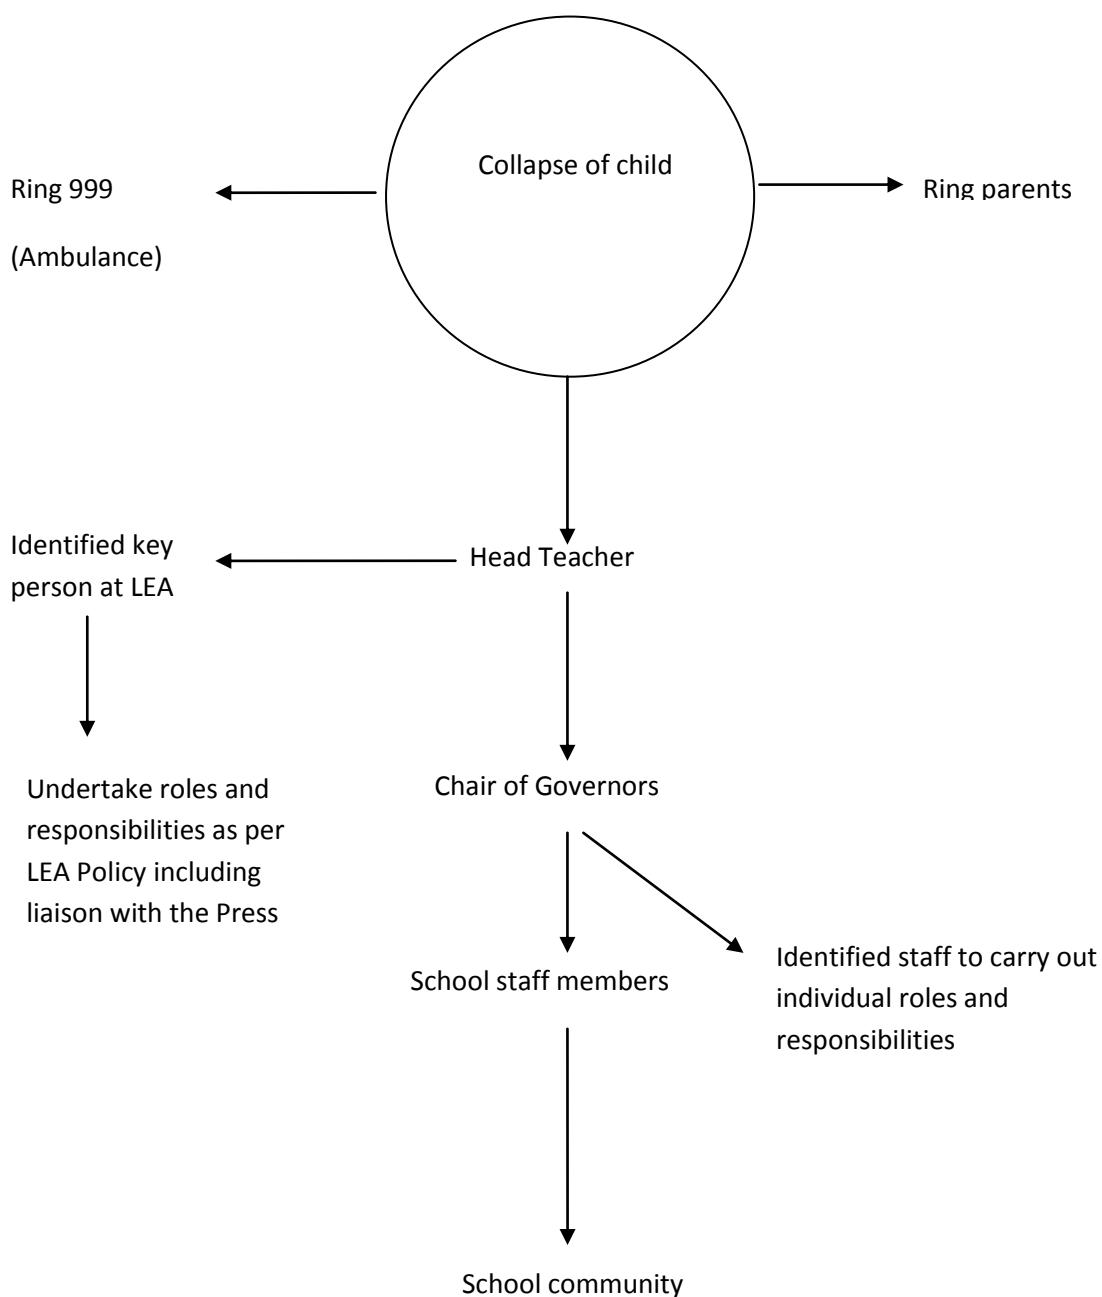 Collapse of child
Ring 999
(Ambulance)
Ring parents
Identified key
person at LEA
Head Teacher
Undertake roles and
responsibilities as per
LEA Policy including
liaison with the Press
Chair of Governors
School staff members
Identified staff to carry out
individual roles and
responsibilities
School community